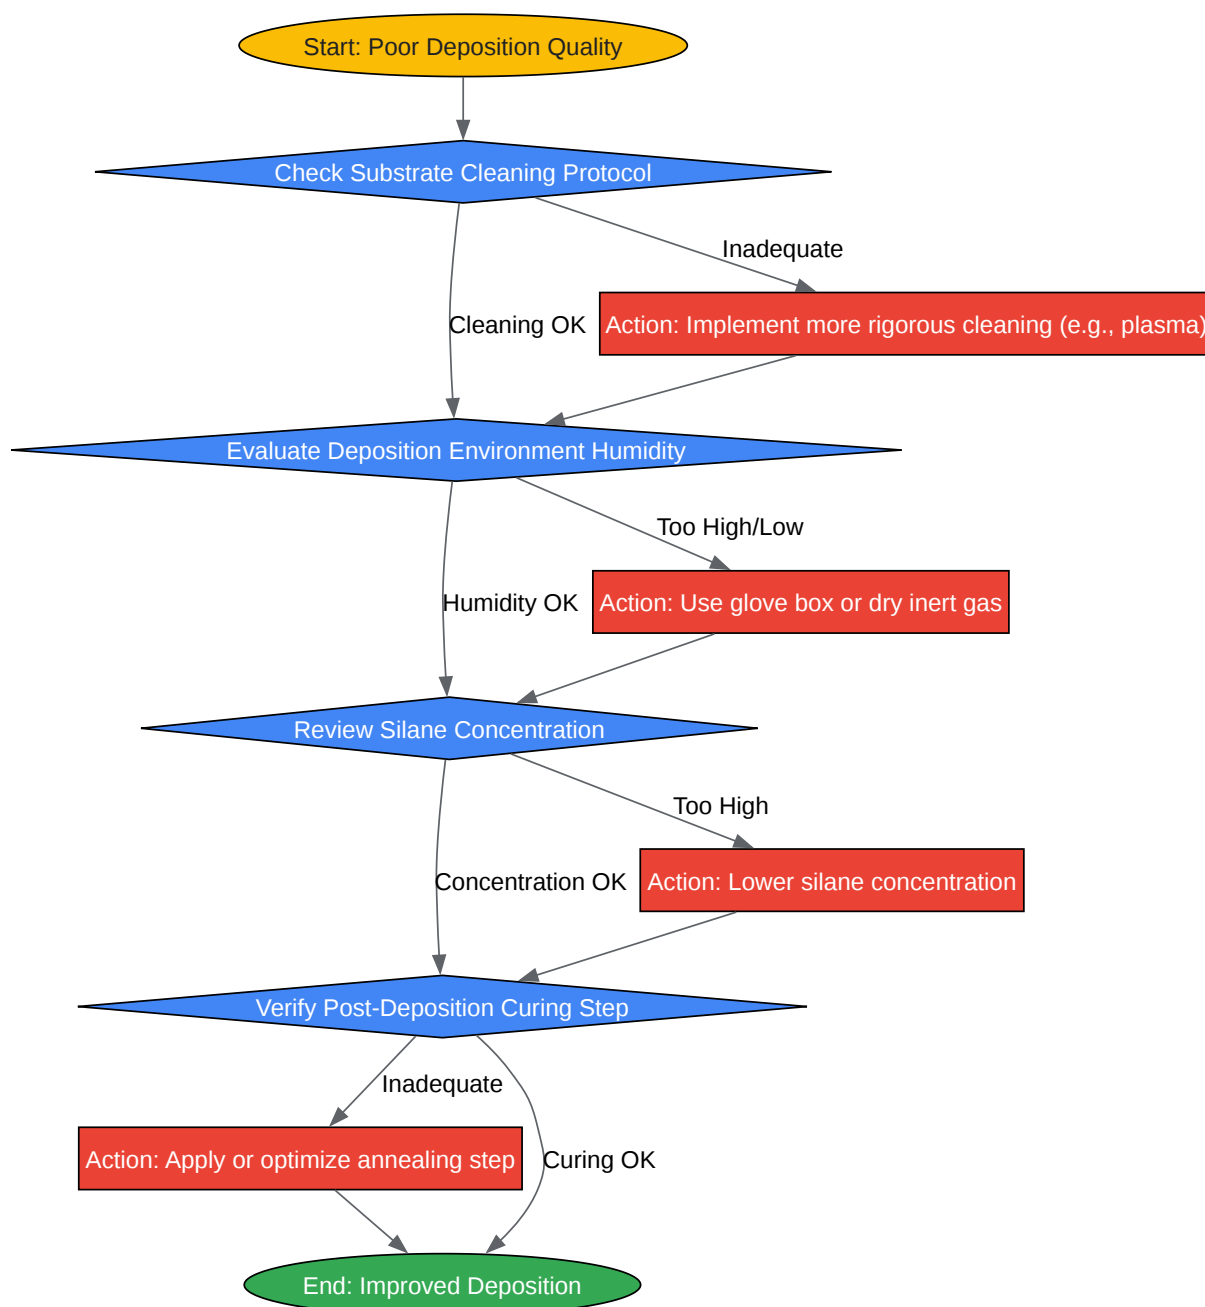 Start: Poor Deposition Quality
Check Substrate Cleaning Protocol
Inadequate
Cleaning OK
Action: Implement more rigorous cleaning (e.g., plasma)
Evaluate Deposition Environment Humidity
Too High/Low
Humidity OK
Action: Use glove box or dry inert gas
Review Silane Concentration
Too High
Concentration OK
Action: Lower silane concentration
Verify Post-Deposition Curing Step
Inadequate
Action: Apply or optimize annealing step
Curing OK
End: Improved Deposition